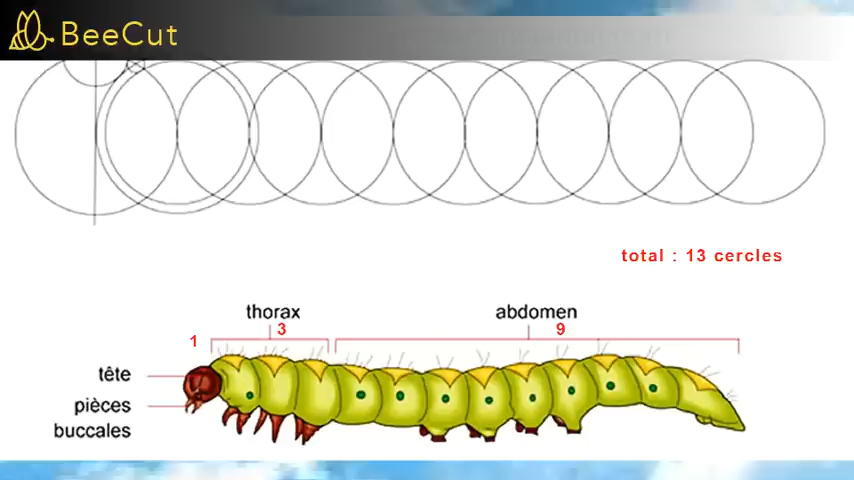 BeeCut
total : 13 cercles
thorax
abdomen
1
3
9
tête
pièces
buccales